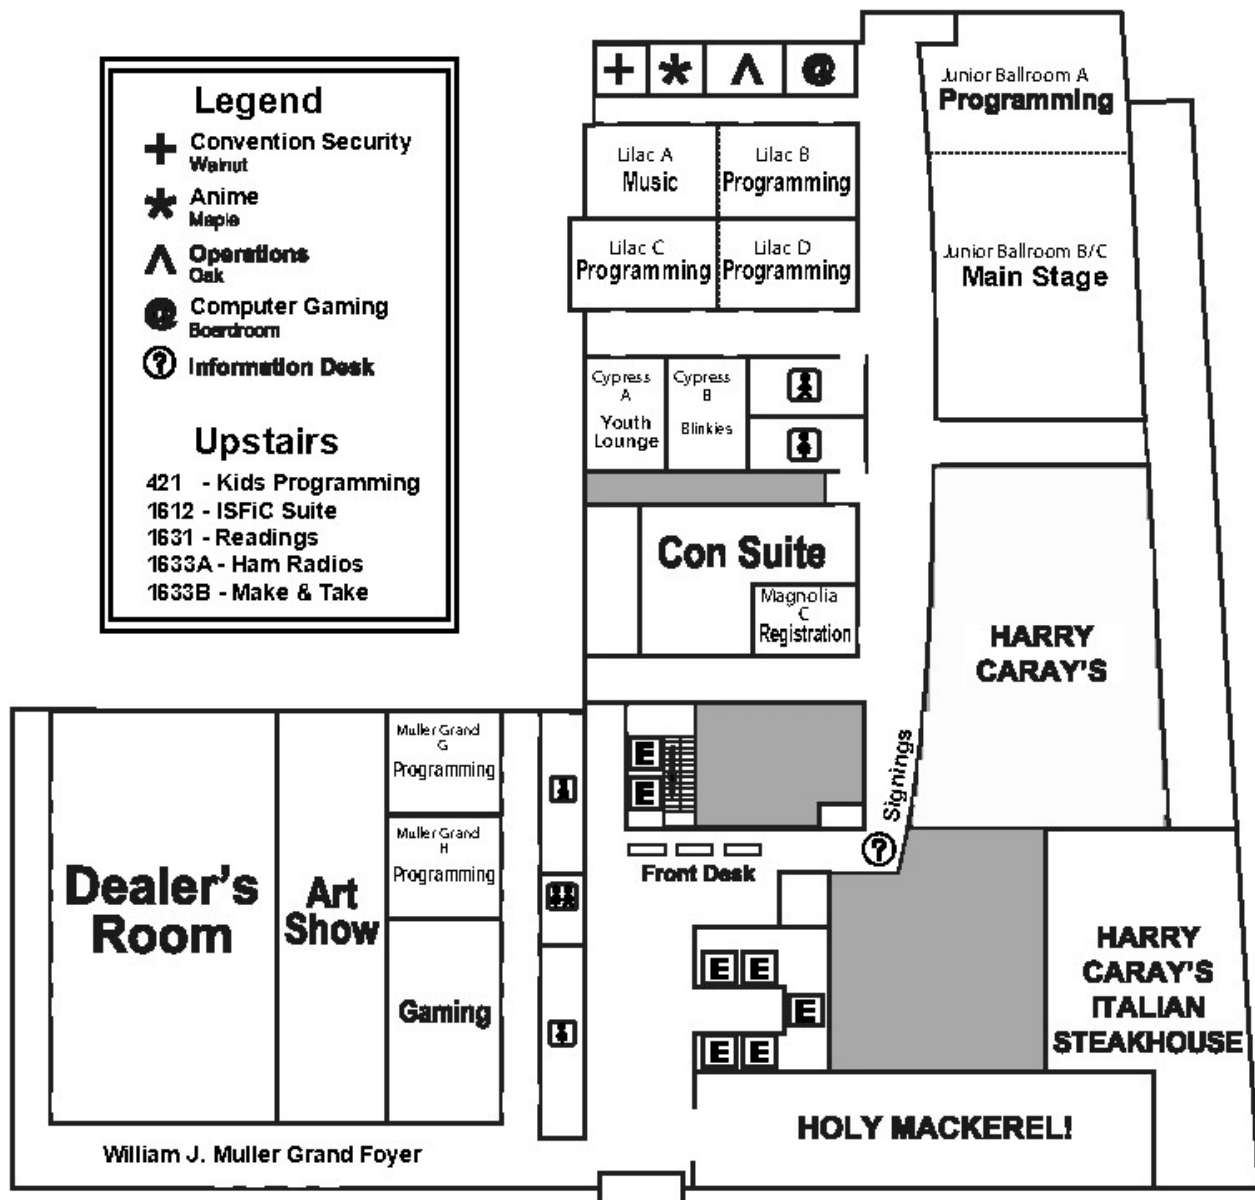 Legend
+ Convention Security
Walnut
* Anime
Maple
Λ Operations
Oak
@ Computer Gaming
Boardroom
? Information Desk
Upstairs
421 - Kids Programming
1612 - ISFiC Suite
1631 - Readings
1633A - Ham Radios
1633B - Make & Take
+ * Λ @
Junior Ballroom A
Programming
Lilac A
Music
Lilac B
Programming
Lilac C
Programming
Lilac D
Programming
Junior Ballroom B/C
Main Stage
Cypress
A
Youth
Lounge
Cypress
B
Blinkies
Con Suite
Magnolia
C
Registration
HARRY
CARAY'S
Signings
?
E
E
Front Desk
Muller Grand
G
Programming
Muller Grand
H
Programming
Dealer's
Room
Art
Show
Gaming
E E
E
E E
HARRY
CARAY'S
ITALIAN
STEAKHOUSE
HOLY MACKEREL!
William J. Muller Grand Foyer